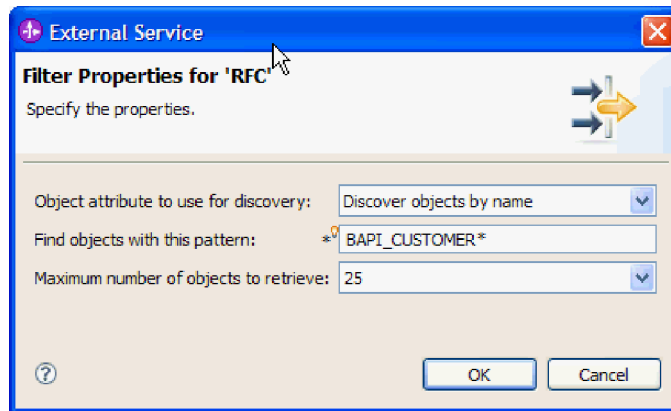 External Service
Filter Properties for 'RFC'
Specify the properties.
Object attribute to use for discovery: Discover objects by name
Find objects with this pattern: * BAPI_CUSTOMER*
Maximum number of objects to retrieve: 25
? OK Cancel